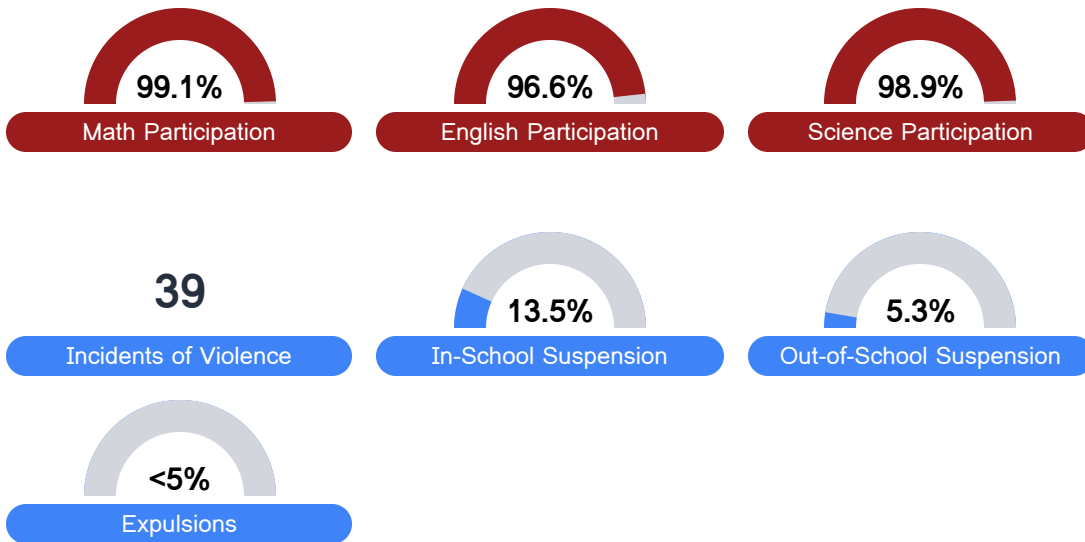 99.1%
Math Participation
96.6%
English Participation
98.9%
Science Participation
39
Incidents of Violence
13.5%
In-School Suspension
5.3%
Out-of-School Suspension
<5%
Expulsions